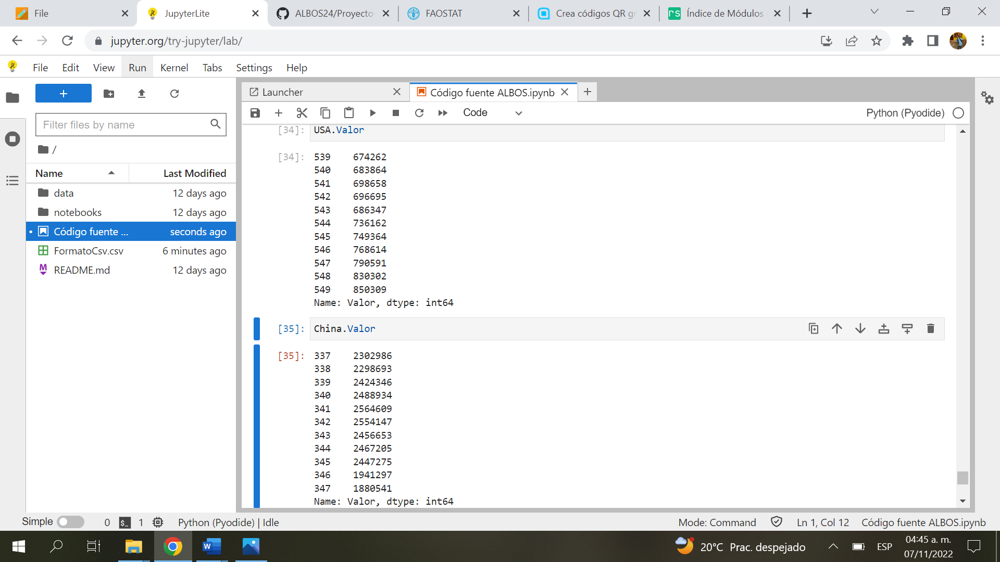 File
JupyterLite
ALBOS24/Proyecto-
FAOSTAT
Crea códigos QR gr
Índice de Módulos
jupyter.org/try-jupyter/lab/
File Edit View Run Kernel Tabs Settings Help
Launcher
Código fuente ALBOS.ipynb
Code
Python (Pyodide)
Filter files by name
/
Name Last Modified
data 12 days ago
notebooks 12 days ago
Código fuente ... seconds ago
FormatoCsv.csv 6 minutes ago
README.md 12 days ago
[34]: USA.Valor
[34]: 539 674262
540 683864
541 698658
542 696695
543 686347
544 736162
545 749364
546 768614
547 790591
548 830302
549 850309
Name: Valor, dtype: int64
[35]: China.Valor
[35]: 337 2302986
338 2298693
339 2424346
340 2488934
341 2564609
342 2554147
343 2456653
344 2467205
345 2447275
346 1941297
347 1880541
Name: Valor, dtype: int64
Simple 0 $_ 1 Python (Pyodide) | Idle
Mode: Command Ln 1, Col 12 Código fuente ALBOS.ipynb
20°C Prac. despejado
ESP
04:45 a. m.
07/11/2022